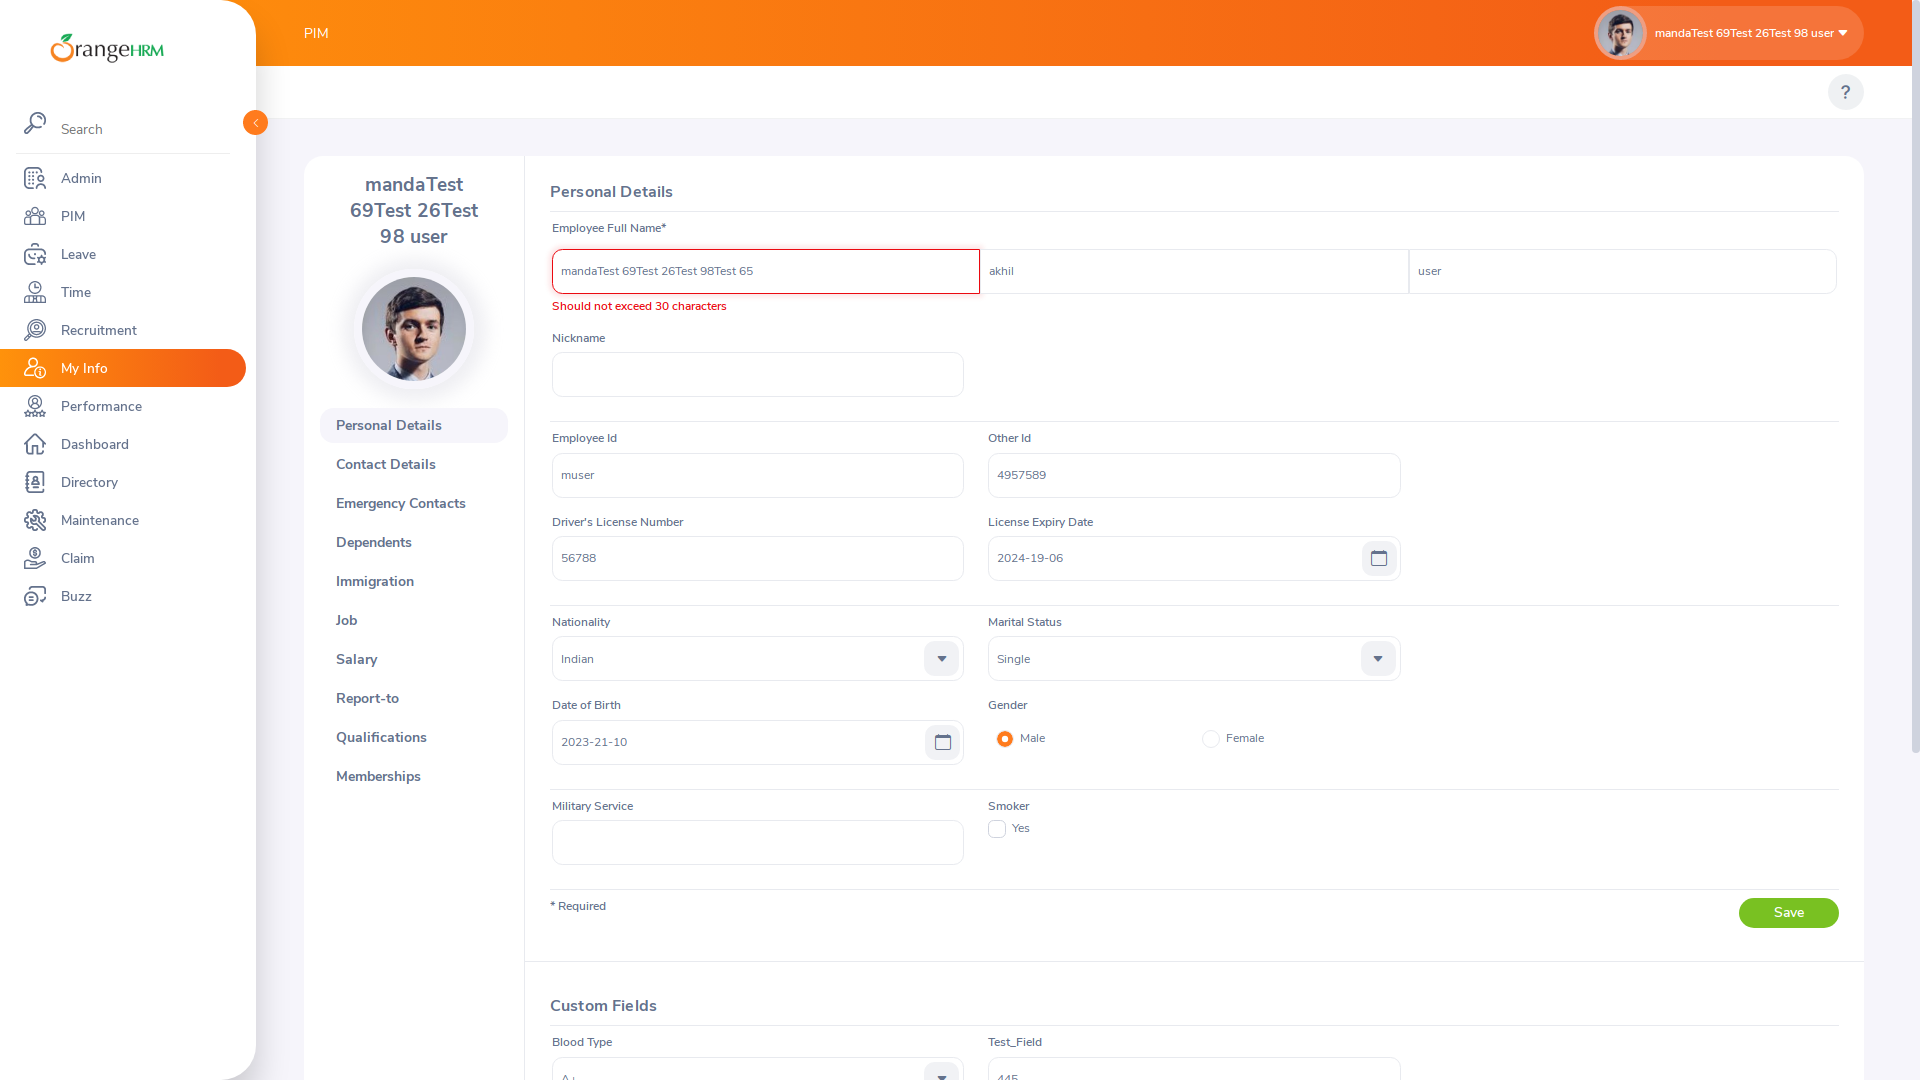 OrangeHRM
Search
Admin
PIM
Leave
Time
Recruitment
My Info
Performance
Dashboard
Directory
Maintenance
Claim
Buzz
PIM
mandaTest 69Test 26Test 98 user
?
mandaTest
69Test 26Test
98 user
Personal Details
Contact Details
Emergency Contacts
Dependents
Immigration
Job
Salary
Report-to
Qualifications
Memberships
Personal Details
Employee Full Name*
mandaTest 69Test 26Test 98Test 65
akhil
user
Should not exceed 30 characters
Nickname
Employee Id
Other Id
muser
4957589
Driver's License Number
License Expiry Date
56788
2024-19-06
Nationality
Marital Status
Indian
Single
Date of Birth
Gender
2023-21-10
Male
Female
Military Service
Smoker
Yes
* Required
Save
Custom Fields
Blood Type
Test_Field
A+
445